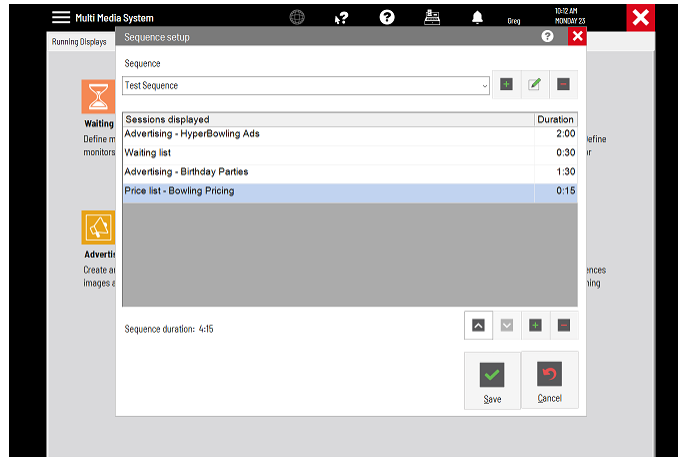 Multi Media System
Greg
10:12 AM
MONDAY 23
Running Displays
Sequence setup
Sequence
Test Sequence
Sessions displayed Duration
Advertising - HyperBowling Ads 2:00
Waiting list 0:30
Advertising - Birthday Parties 1:30
Price list - Bowling Pricing 0:15
Sequence duration: 4:15
Save
Cancel
Waiting
Define m
monitors
efine
or
Adverti
Create a
images a
ences
ning